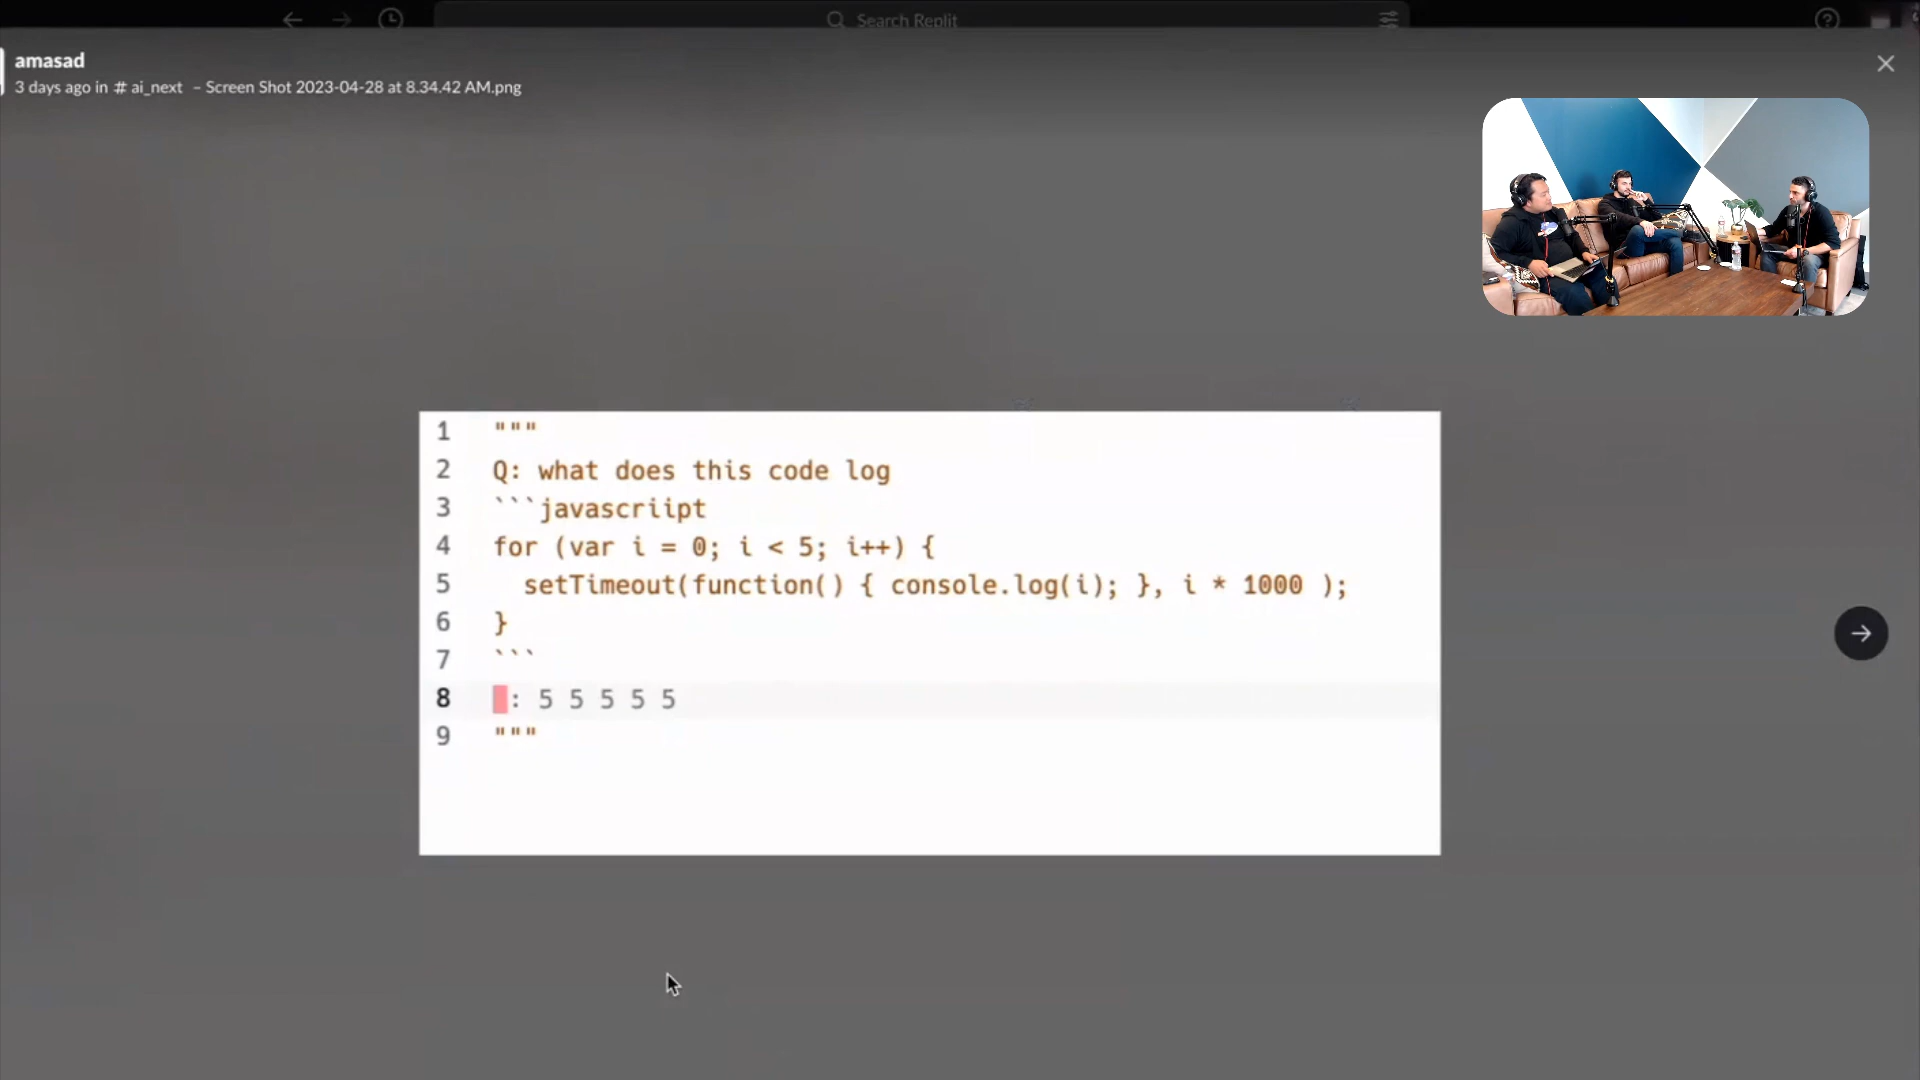 Search Replit
amasad
3 days ago in # ai_next – Screen Shot 2023-04-28 at 8.34.42 AM.png
1 """
2 Q: what does this code log
3 ```javascriipt
4 for (var i = 0; i < 5; i++) {
5 setTimeout(function() { console.log(i); }, i * 1000 );
6 }
7 ```
8 : 5 5 5 5 5
9 """